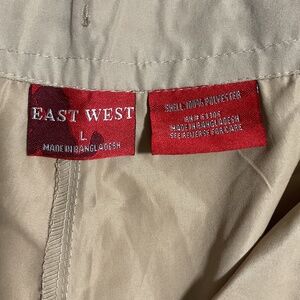 EAST WEST
L
MADE IN BANGLADESH
SHELL: 100% POLYESTER
MADE IN BANGLADESH
SEE REVERSE FOR CARE